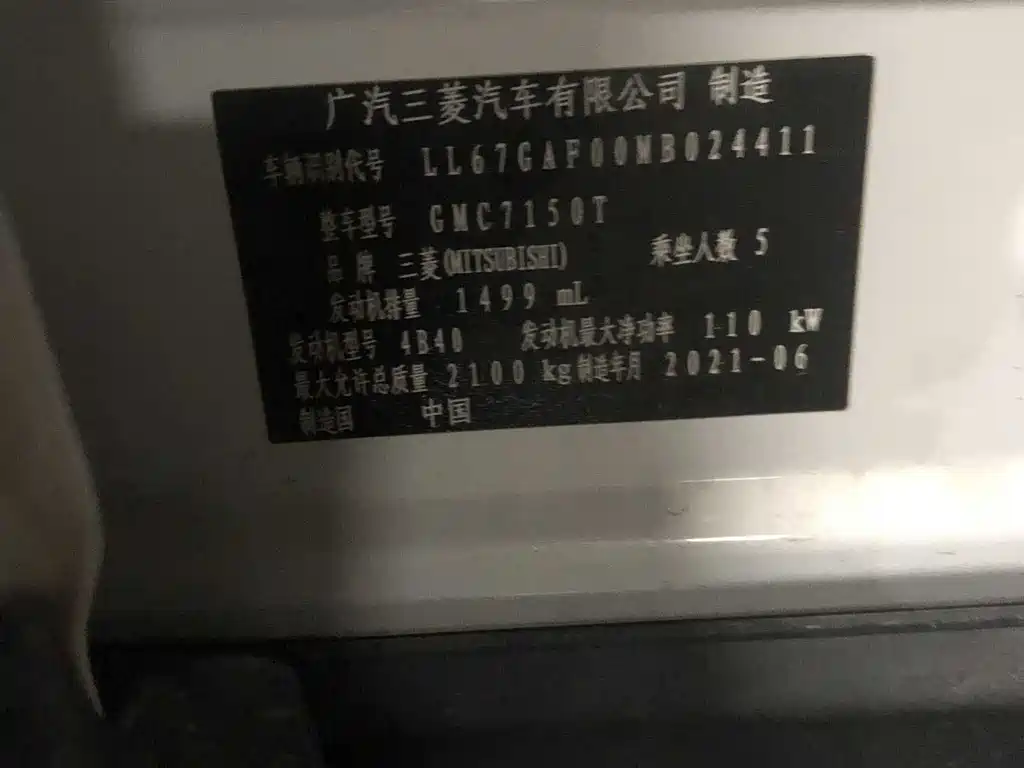 广汽三菱汽车有限公司 制造
车辆识别代号 LL67GAF00MB024411
整车型号 GMC7150T
品牌 三菱(MITSUBISHI) 乘坐人数 5
发动机排量 1499 mL
发动机型号 4B40 发动机最大净功率 110 kW
最大允许总质量 2100 kg 制造年月 2021-06
制造国 中国